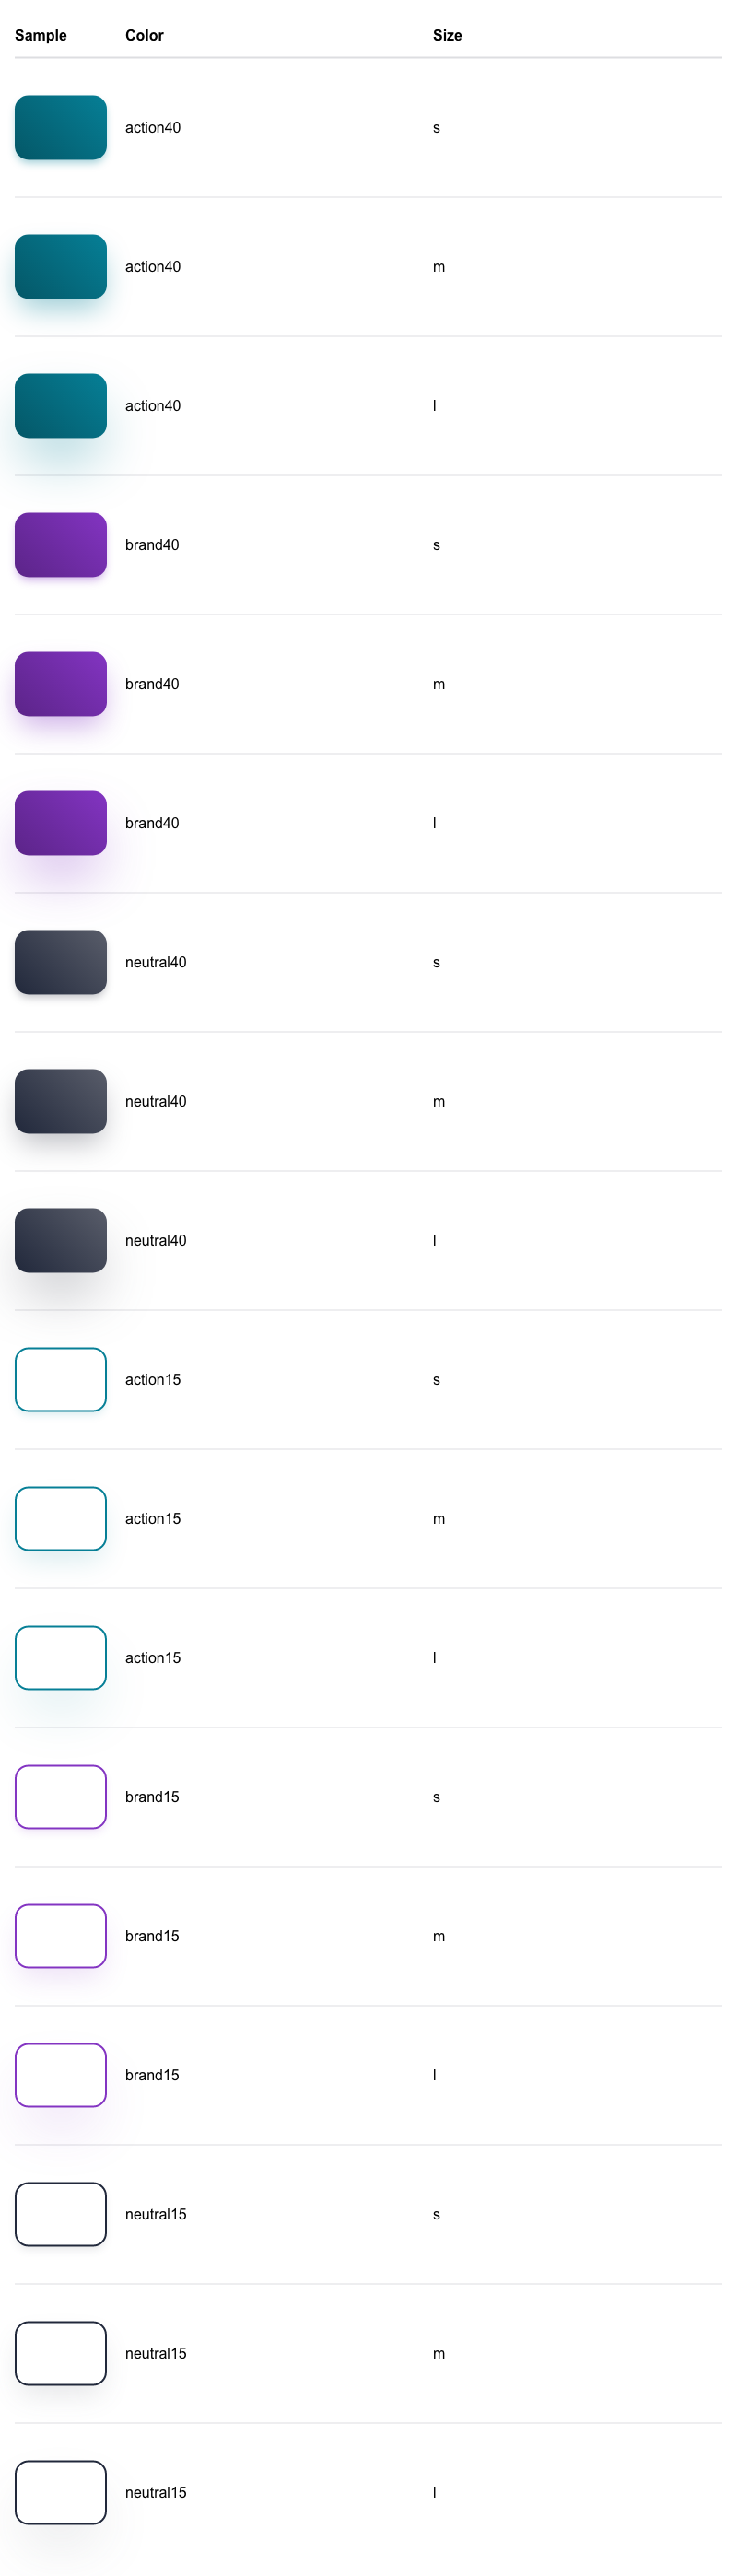 Sample Color Size
action40 s
action40 m
action40 l
brand40 s
brand40 m
brand40 l
neutral40 s
neutral40 m
neutral40 l
action15 s
action15 m
action15 l
brand15 s
brand15 m
brand15 l
neutral15 s
neutral15 m
neutral15 l